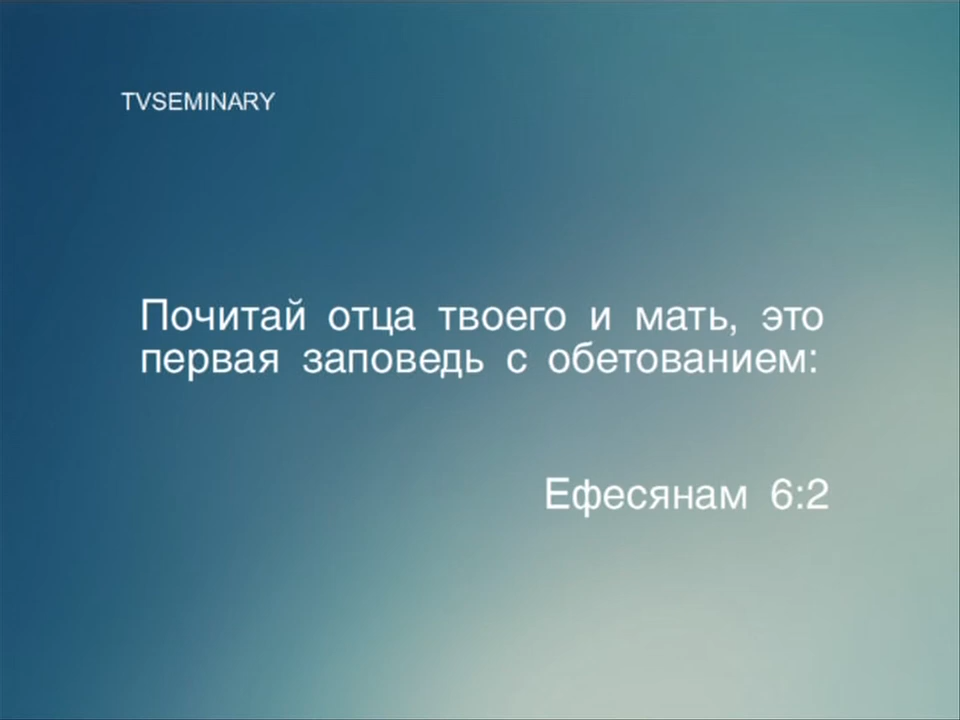 TVSEMINARY
Почитай отца твоего и мать, это
первая заповедь с обетованием:
Ефесянам 6:2